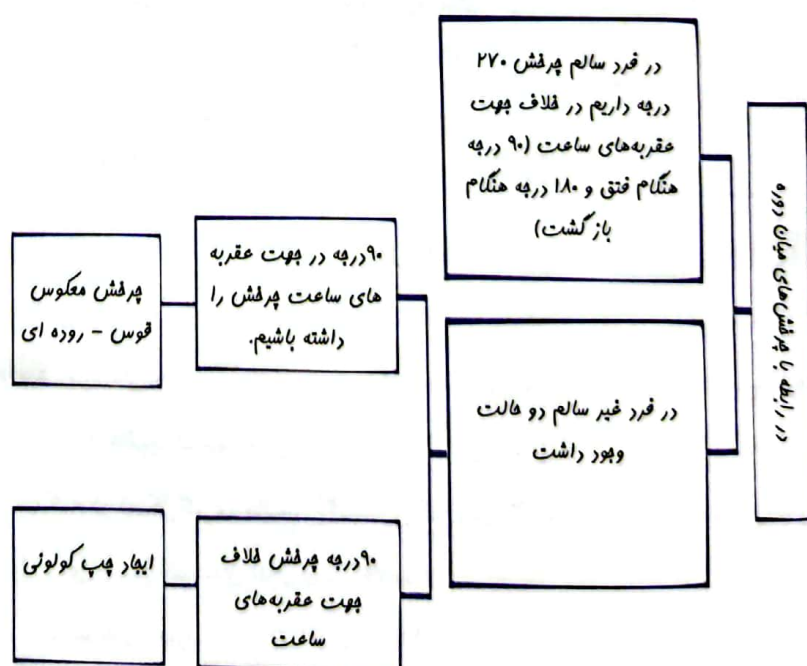 در رابطه با چرخش‌های میان دوره
در فرد سالم چرخش ۲۷۰
درجه داریم در خلاف جهت
عقربه‌های ساعت (۹۰ درجه
هنگام فتق و ۱۸۰ درجه هنگام
بازگشت)
در فرد غیر سالم دو حالت
وجود داشت
۹۰درجه در جهت عقربه
های ساعت چرخش را
داشته باشیم.
چرخش معکوس
قوس - روده ای
۹۰درجه چرخش خلاف
جهت عقربه‌های
ساعت
ایجاد چپ کولونی